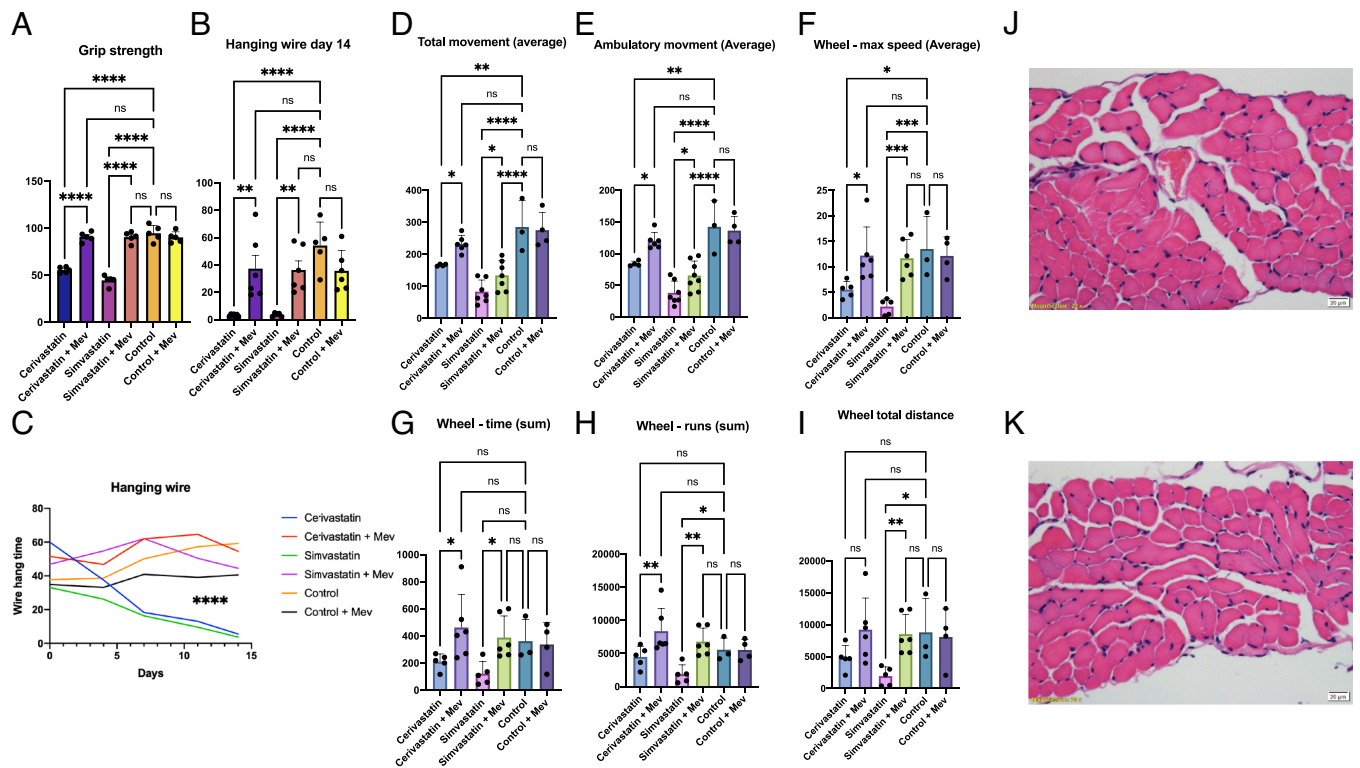 A
Grip strength
****
ns
****
****
****
ns
ns
150
100
50
0
Cerivastatin
Cerivastatin + Mev
Simvastatin
Simvastatin + Mev
Control
Control + Mev
B
Hanging wire day 14
****
ns
****
ns
**
**
ns
100
80
60
40
20
0
Cerivastatin
Cerivastatin + Mev
Simvastatin
Simvastatin + Mev
Control
Control + Mev
D
Total movement (average)
**
ns
****
*
*
****
ns
400
300
200
100
0
Cerivastatin
Cerivastatin + Mev
Simvastatin
Simvastatin + Mev
Control
Control + Mev
E
Ambulatory movment (Average)
**
ns
****
*
*
****
ns
200
150
100
50
0
Cerivastatin
Cerivastatin + Mev
Simvastatin
Simvastatin + Mev
Control
Control + Mev
F
Wheel - max speed (Average)
*
ns
***
***
*
ns
ns
25
20
15
10
5
0
Cerivastatin
Cerivastatin + Mev
Simvastatin
Simvastatin + Mev
Control
Control + Mev
J
20 µm
C
Hanging wire
Wire hang time
80
60
40
20
0
0
5
10
15
Days
****
Cerivastatin
Cerivastatin + Mev
Simvastatin
Simvastatin + Mev
Control
Control + Mev
G
Wheel - time (sum)
ns
ns
ns
*
*
ns
ns
1000
800
600
400
200
0
Cerivastatin
Cerivastatin + Mev
Simvastatin
Simvastatin + Mev
Control
Control + Mev
H
Wheel - runs (sum)
ns
ns
*
**
**
ns
ns
20000
15000
10000
5000
0
Cerivastatin
Cerivastatin + Mev
Simvastatin
Simvastatin + Mev
Control
Control + Mev
I
Wheel total distance
ns
ns
*
**
ns
ns
ns
20000
15000
10000
5000
0
Cerivastatin
Cerivastatin + Mev
Simvastatin
Simvastatin + Mev
Control
Control + Mev
K
20 µm